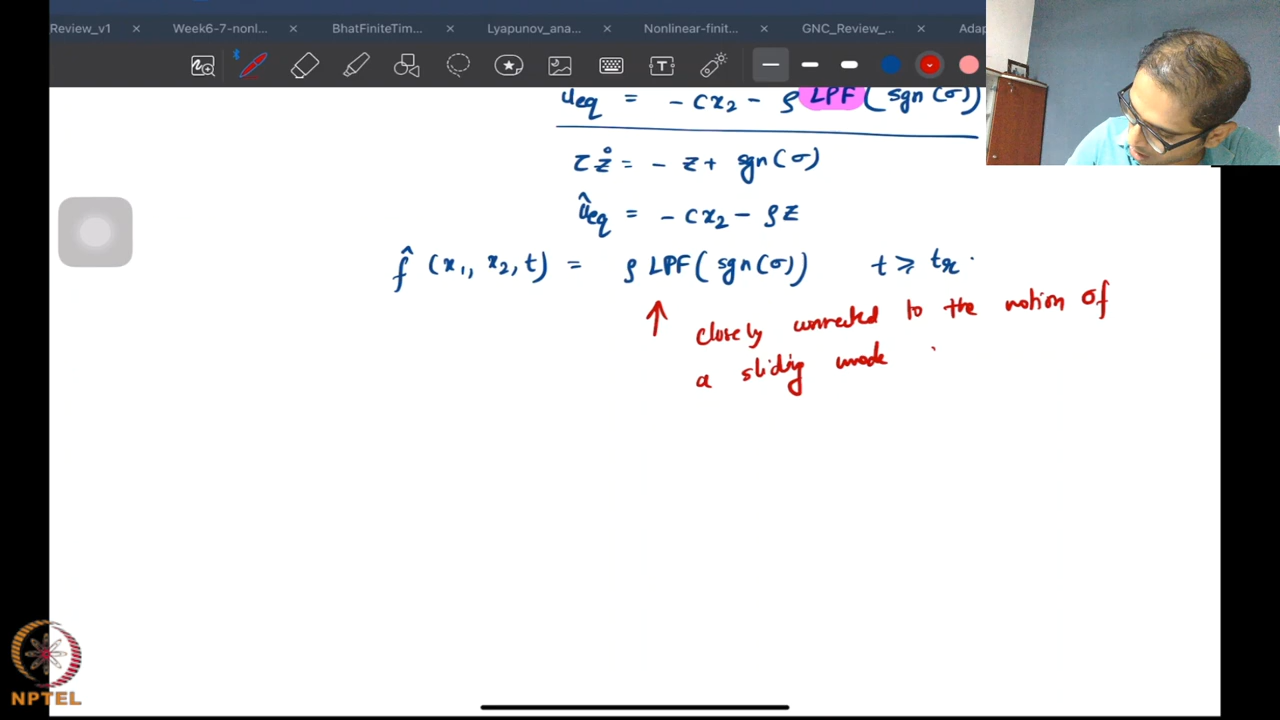 Review_v1 × Week6-7-nonl... × BhatFiniteTim... × Lyapunov_ana... × Nonlinear-finit... × GNC_Review_... × Adap
T
ueq = - cx₂ - ρ LPF ( sgn (σ))
τ ż = - z + sgn (σ)
ûeq = - cx₂ - ρ z
f̂ (x₁, x₂, t) = ρ LPF ( sgn (σ)) t ⩾ tᵣ.
↑ closely connected to the notion of
a sliding mode
NPTEL